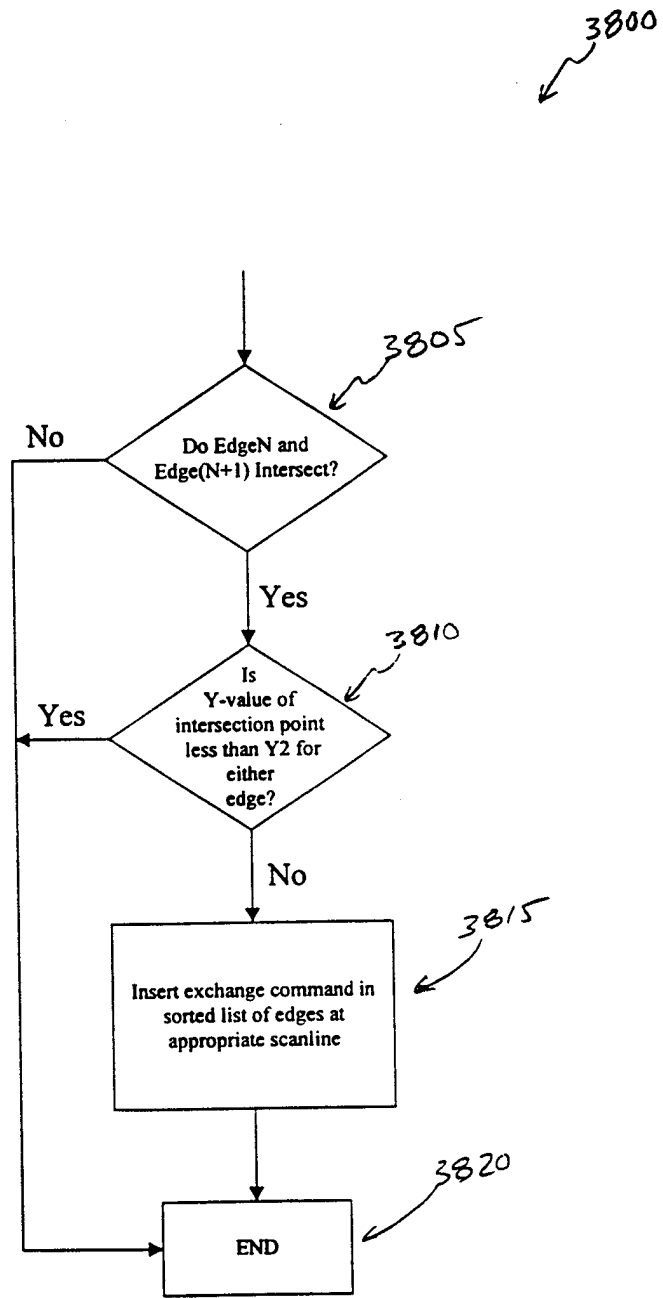 3800
3805
No
Do EdgeN and
Edge(N+1) Intersect?
Yes
3810
Is
Y-value of
intersection point
less than Y2 for
either
edge?
Yes
No
3815
Insert exchange command in
sorted list of edges at
appropriate scanline
3820
END